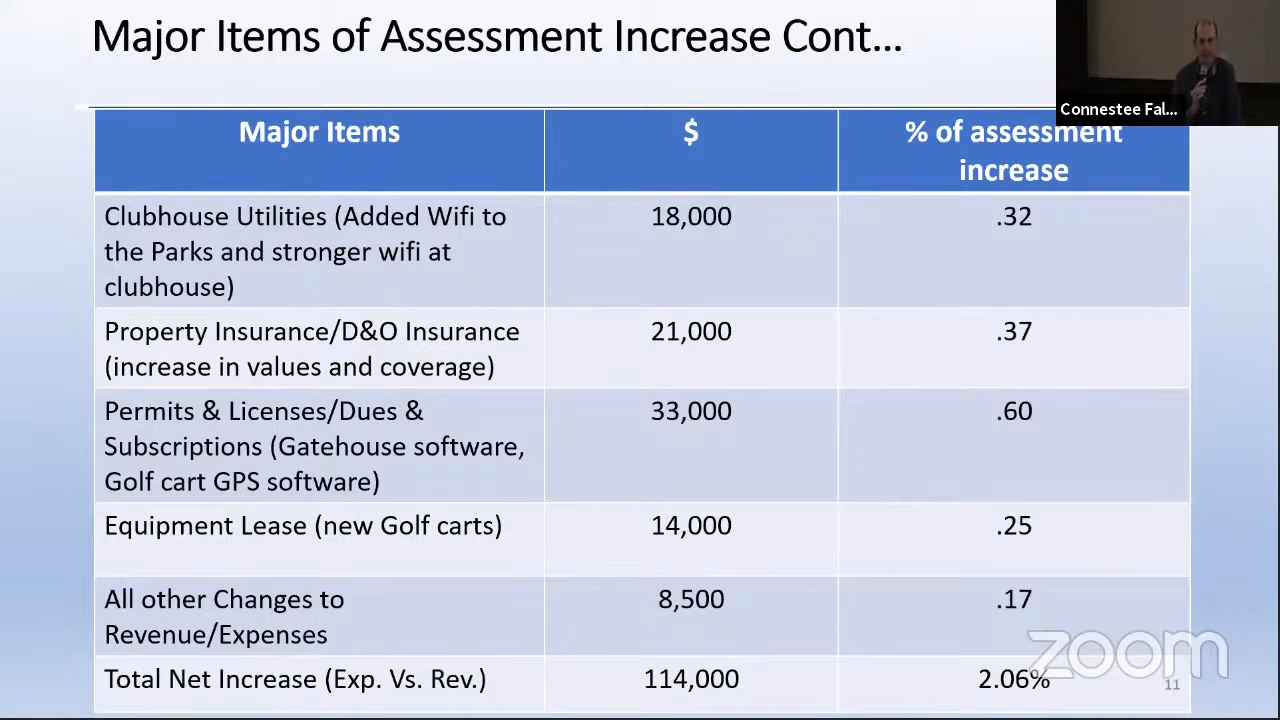 Major Items of Assessment Increase Cont...
Connestee Fal...
Major Items
$
% of assessment
increase
Clubhouse Utilities (Added Wifi to
the Parks and stronger wifi at
clubhouse)
18,000
.32
Property Insurance/D&O Insurance
(increase in values and coverage)
21,000
.37
Permits & Licenses/Dues &
Subscriptions (Gatehouse software,
Golf cart GPS software)
33,000
.60
Equipment Lease (new Golf carts)
14,000
.25
All other Changes to
Revenue/Expenses
8,500
.17
Total Net Increase (Exp. Vs. Rev.)
114,000
2.06%
zoom
11